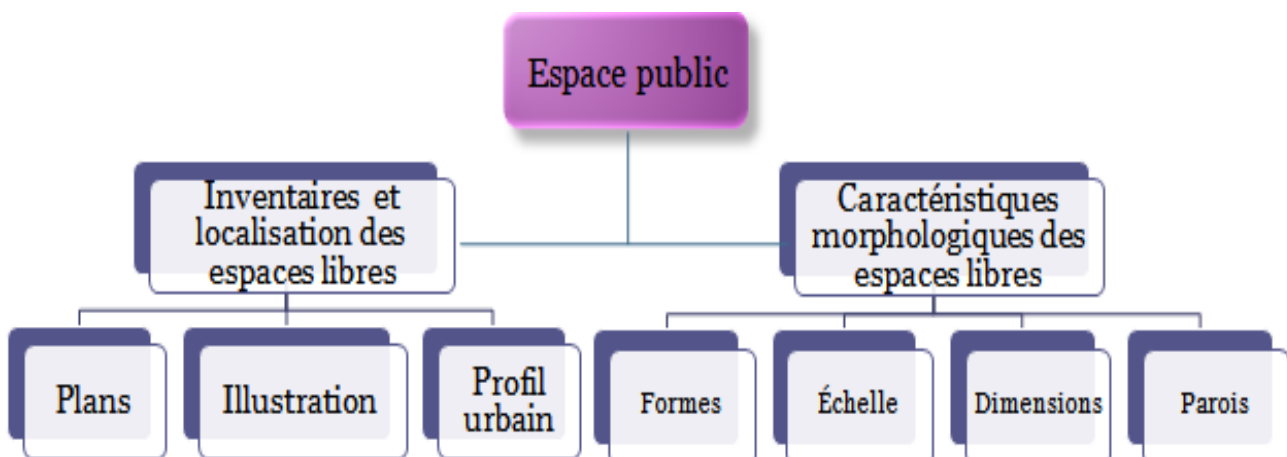 Espace public
Inventaires et
localisation des
espaces libres
Caractéristiques
morphologiques des
espaces libres
Plans
Illustration
Profil
urbain
Formes
Échelle
Dimensions
Parois